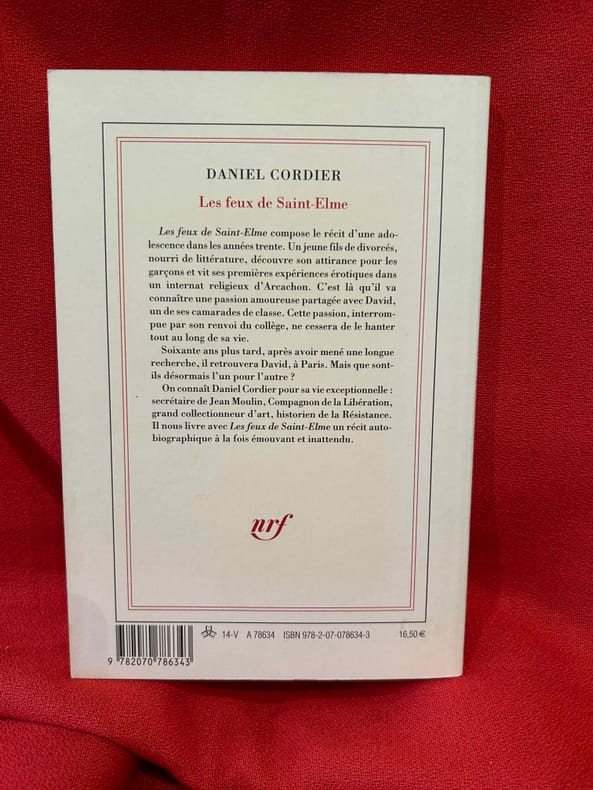 DANIEL CORDIER
Les feux de Saint-Elme
Les feux de Saint-Elme compose le récit d'une ado-
lescence dans les années trente. Un jeune fils de divorcés,
nourri de littérature, découvre son attirance pour les
garçons et vit ses premières expériences érotiques dans
un internat religieux d'Arcachon. C'est là qu'il va
connaître une passion amoureuse partagée avec David,
un de ses camarades de classe. Cette passion, interrom-
pue par son renvoi du collège, ne cessera de le hanter
tout au long de sa vie.
Soixante ans plus tard, après avoir mené une longue
recherche, il retrouvera David, à Paris. Mais que sont-
ils désormais l'un pour l'autre ?
On connaît Daniel Cordier pour sa vie exceptionnelle :
secrétaire de Jean Moulin, Compagnon de la Libération,
grand collectionneur d'art, historien de la Résistance.
Il nous livre avec Les feux de Saint-Elme un récit auto-
biographique à la fois émouvant et inattendu.
nrf
14-V A 78634 ISBN 978-2-07-078634-3 16,50 €
9 782070 786343